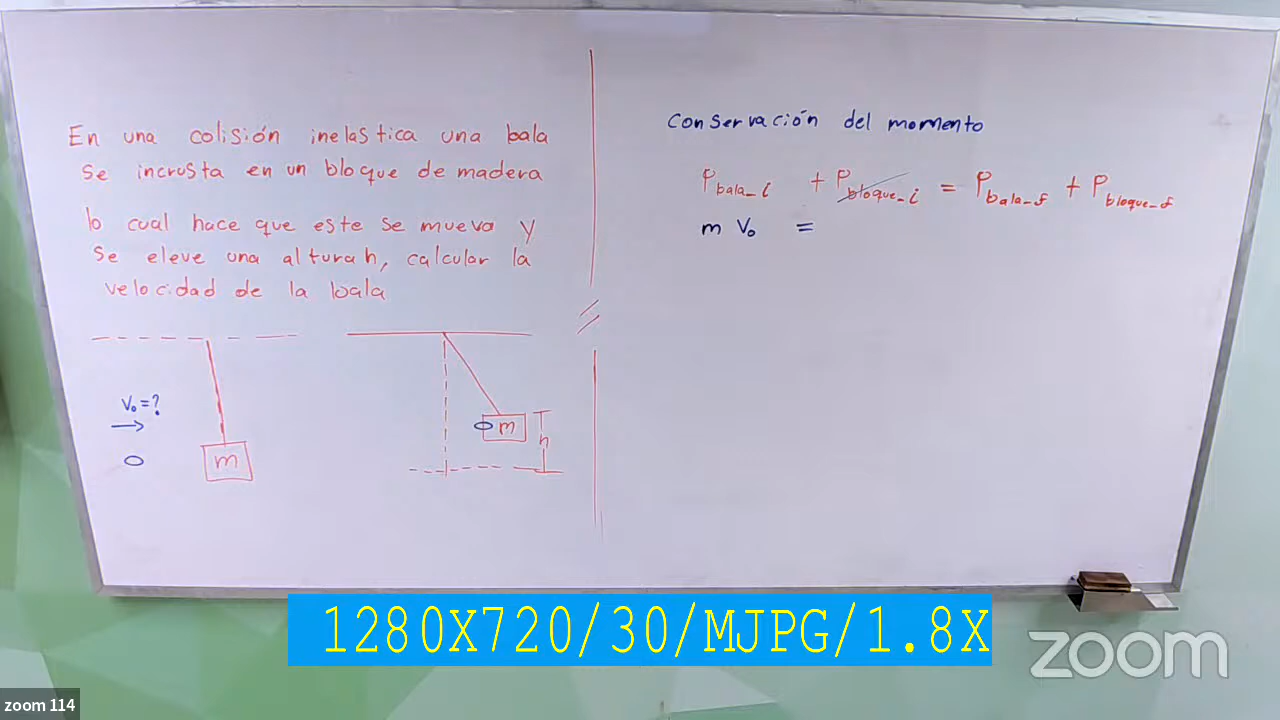 En una colisión inelastica una bala
se incrusta en un bloque de madera
lo cual hace que este se mueva y
se eleve una altura h, calcular la
velocidad de la bala
V₀=?
m
m
h
conservación del momento
P bala_i + P bloque_i = P bala_f + P bloque_f
m V₀ =
1280X720/30/MJPG/1.8X
zoom
zoom 114